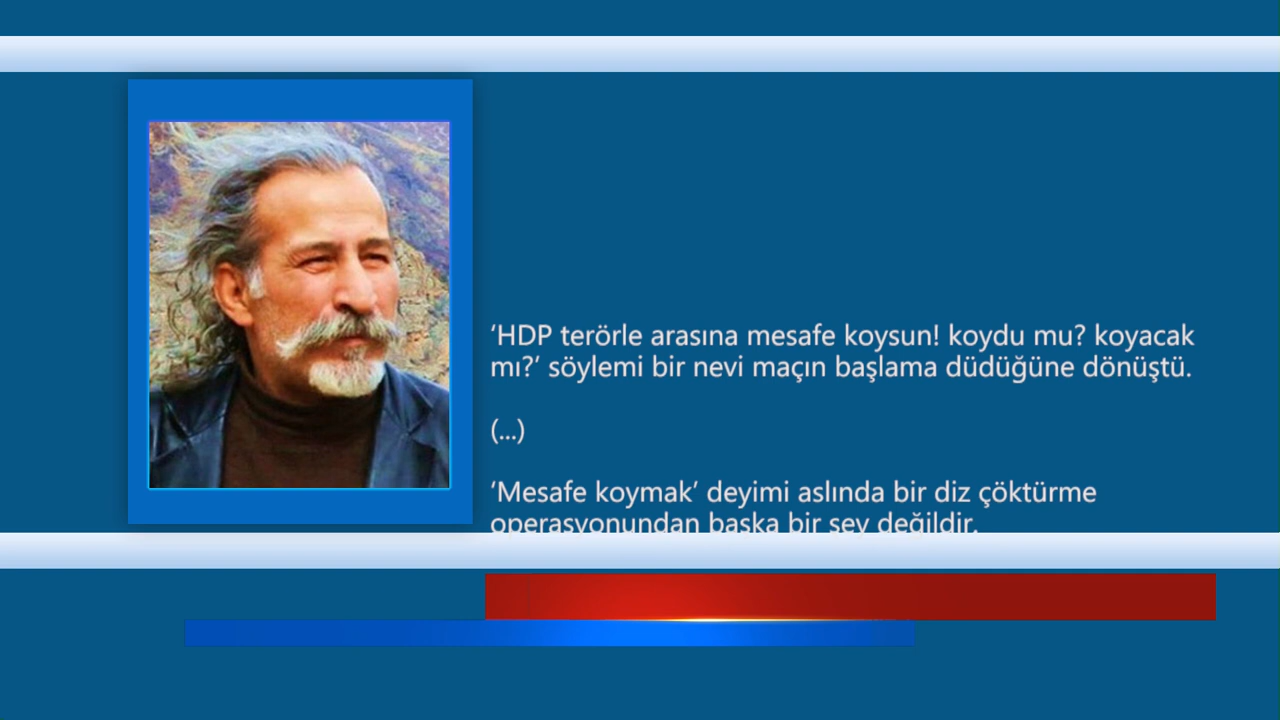 ‘HDP terörle arasına mesafe koysun! koydu mu? koyacak
mı?’ söylemi bir nevi maçın başlama düdüğüne dönüştü.
(...)
‘Mesafe koymak’ deyimi aslında bir diz çöktürme
operasyonundan başka bir şey değildir.